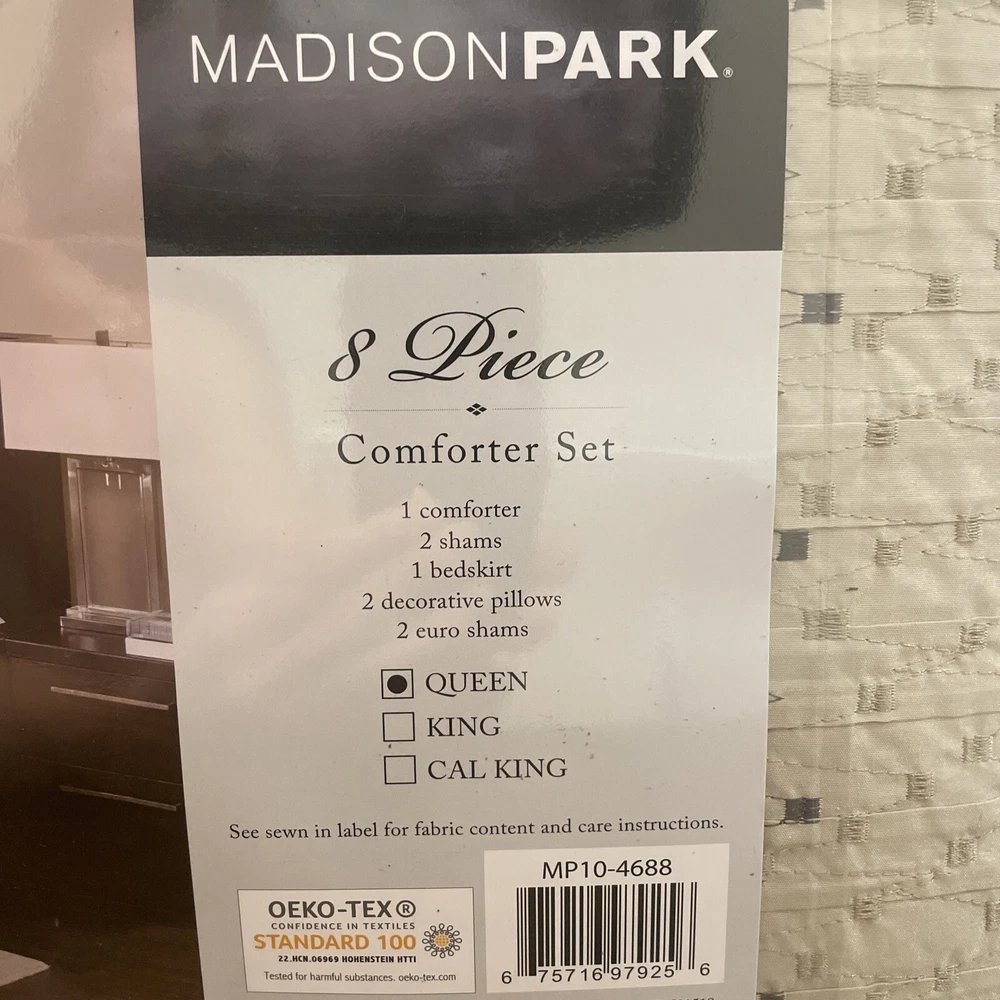 MADISONPARK®
8 Piece
Comforter Set
1 comforter
2 shams
1 bedskirt
2 decorative pillows
2 euro shams
QUEEN
KING
CAL KING
See sewn in label for fabric content and care instructions.
MP10-4688
6 75716 97925 6
OEKO-TEX®
CONFIDENCE IN TEXTILES
STANDARD 100
22.HCN.06969 HOHENSTEIN HTTI
Tested for harmful substances. oeko-tex.com